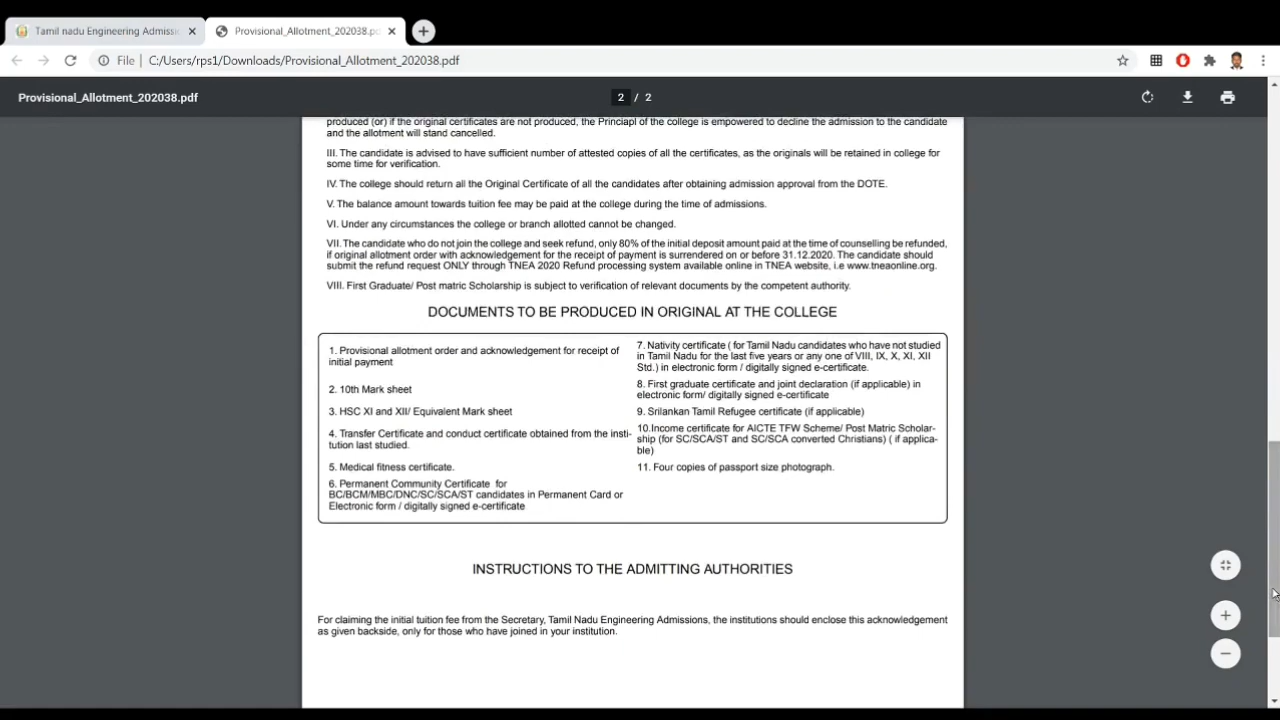 Tamil nadu Engineering Admissi
Provisional_Allotment_202038.pd
File | C:/Users/rps1/Downloads/Provisional_Allotment_202038.pdf
Provisional_Allotment_202038.pdf
2 / 2
produced (or) if the original certificates are not produced, the Princiapl of the college is empowered to decline the admission to the candidate
and the allotment will stand cancelled.
III. The candidate is advised to have sufficient number of attested copies of all the certificates, as the originals will be retained in college for
some time for verification.
IV. The college should return all the Original Certificate of all the candidates after obtaining admission approval from the DOTE.
V. The balance amount towards tuition fee may be paid at the college during the time of admissions.
VI. Under any circumstances the college or branch allotted cannot be changed.
VII. The candidate who do not join the college and seek refund, only 80% of the initial deposit amount paid at the time of counselling be refunded,
if original allotment order with acknowledgement for the receipt of payment is surrendered on or before 31.12.2020. The candidate should
submit the refund request ONLY through TNEA 2020 Refund processing system available online in TNEA website, i.e www.tneaonline.org.
VIII. First Graduate/ Post matric Scholarship is subject to verification of relevant documents by the competent authority.
DOCUMENTS TO BE PRODUCED IN ORIGINAL AT THE COLLEGE
1. Provisional allotment order and acknowledgement for receipt of
initial payment
2. 10th Mark sheet
3. HSC XI and XII/ Equivalent Mark sheet
4. Transfer Certificate and conduct certificate obtained from the insti-
tution last studied.
5. Medical fitness certificate.
6. Permanent Community Certificate for
BC/BCM/MBC/DNC/SC/SCA/ST candidates in Permanent Card or
Electronic form / digitally signed e-certificate
7. Nativity certificate ( for Tamil Nadu candidates who have not studied
in Tamil Nadu for the last five years or any one of VIII, IX, X, XI, XII
Std.) in electronic form / digitally signed e-certificate.
8. First graduate certificate and joint declaration (if applicable) in
electronic form/ digitally signed e-certificate
9. Srilankan Tamil Refugee certificate (if applicable)
10.Income certificate for AICTE TFW Scheme/ Post Matric Scholar-
ship (for SC/SCA/ST and SC/SCA converted Christians) ( if applica-
ble)
11. Four copies of passport size photograph.
INSTRUCTIONS TO THE ADMITTING AUTHORITIES
For claiming the initial tuition fee from the Secretary, Tamil Nadu Engineering Admissions, the institutions should enclose this acknowledgement
as given backside, only for those who have joined in your institution.